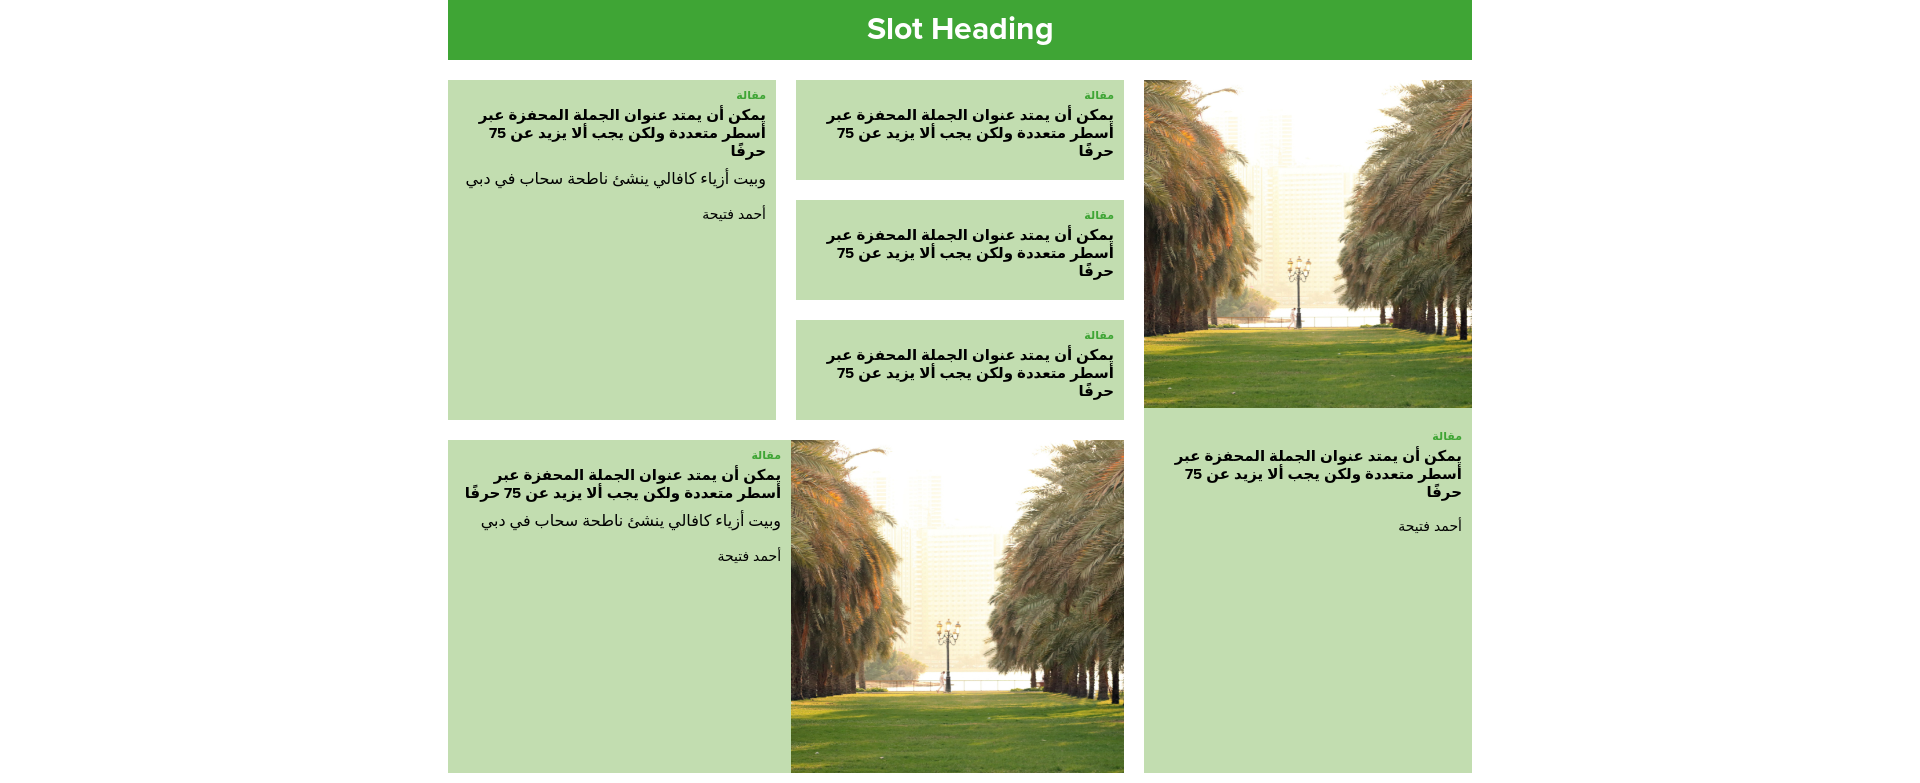 Slot Heading
مقالة
يمكن أن يمتد عنوان الجملة المحفزة عبر
أسطر متعددة ولكن يجب ألا يزيد عن 75
حرفًا
أحمد فتيحة
مقالة
يمكن أن يمتد عنوان الجملة المحفزة عبر
أسطر متعددة ولكن يجب ألا يزيد عن 75
حرفًا
مقالة
يمكن أن يمتد عنوان الجملة المحفزة عبر
أسطر متعددة ولكن يجب ألا يزيد عن 75
حرفًا
مقالة
يمكن أن يمتد عنوان الجملة المحفزة عبر
أسطر متعددة ولكن يجب ألا يزيد عن 75
حرفًا
مقالة
يمكن أن يمتد عنوان الجملة المحفزة عبر
أسطر متعددة ولكن يجب ألا يزيد عن 75
حرفًا
وبيت أزياء كافالي ينشئ ناطحة سحاب في دبي
أحمد فتيحة
مقالة
يمكن أن يمتد عنوان الجملة المحفزة عبر
أسطر متعددة ولكن يجب ألا يزيد عن 75 حرفًا
وبيت أزياء كافالي ينشئ ناطحة سحاب في دبي
أحمد فتيحة